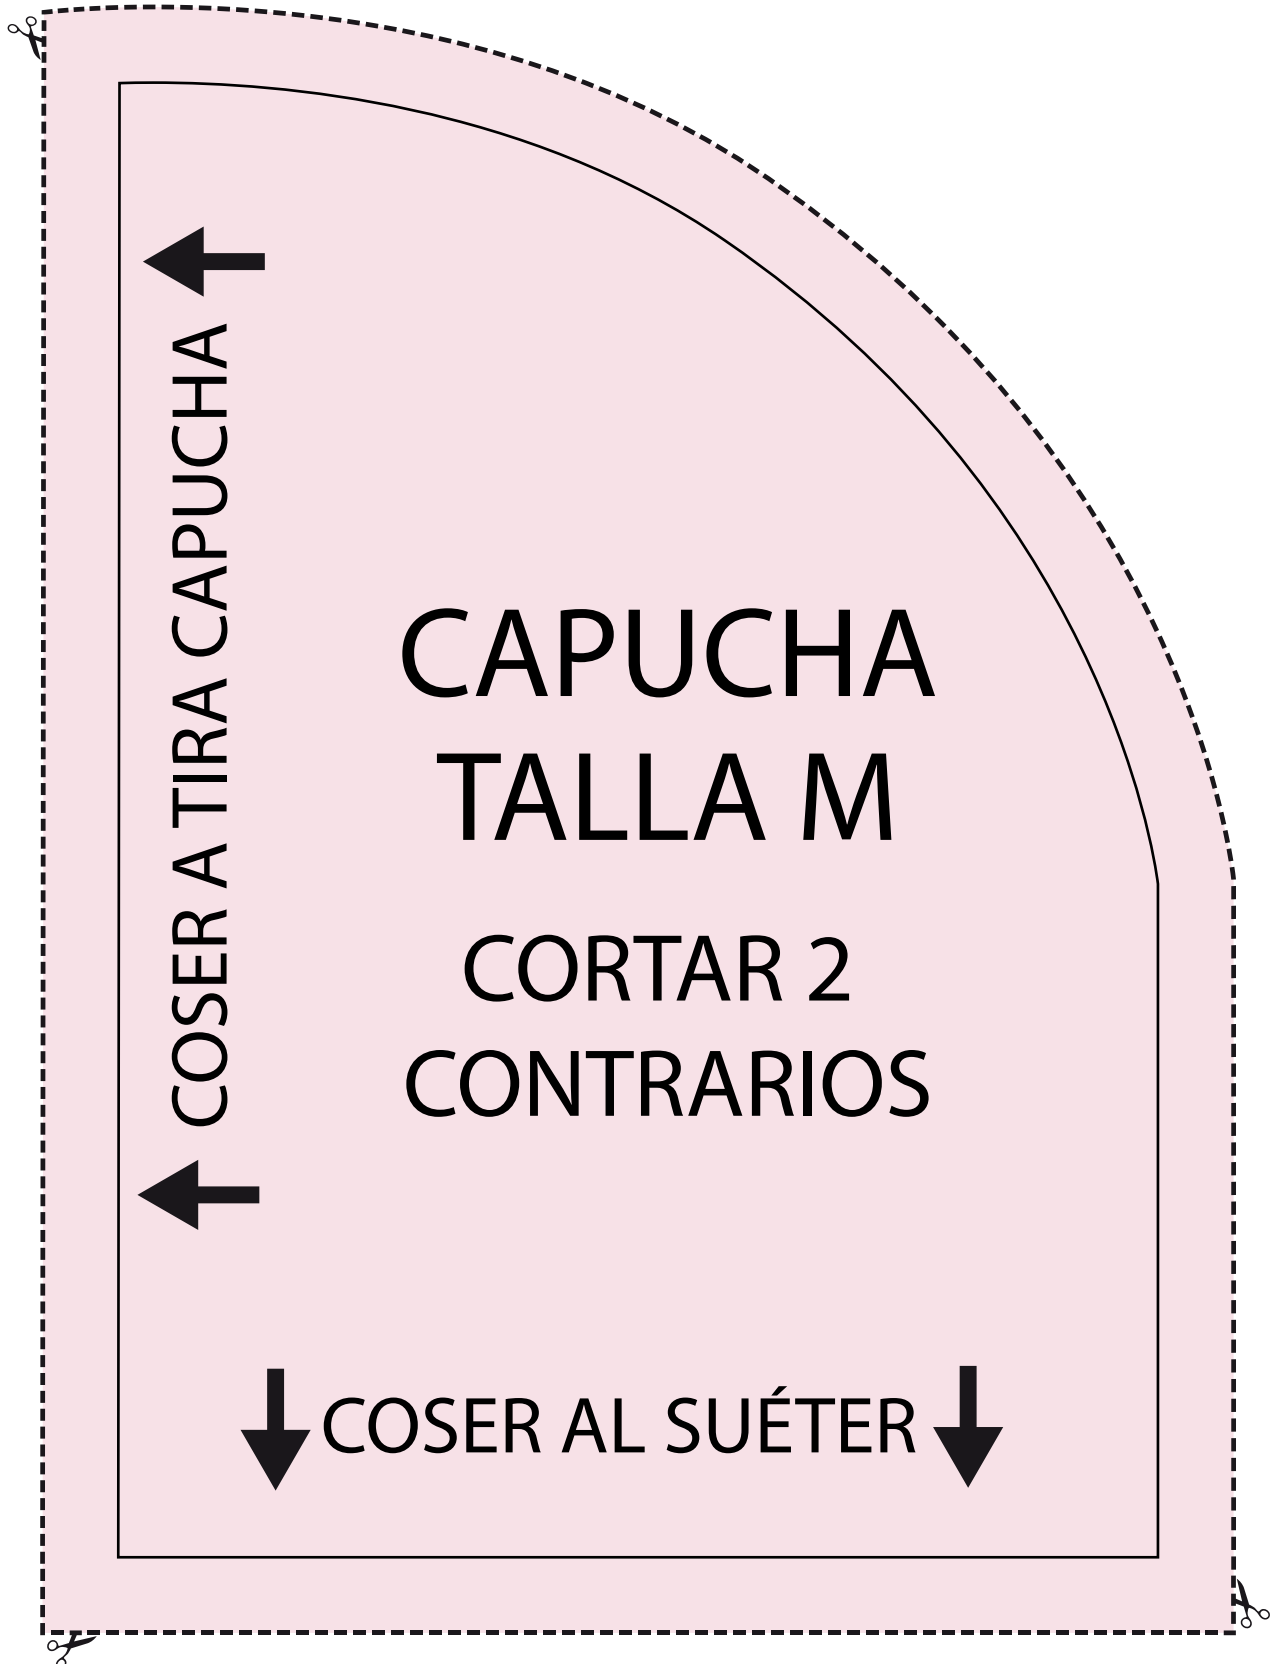 COSER A TIRA CAPUCHA
CAPUCHA
TALLA M
CORTAR 2
CONTRARIOS
COSER AL SUÉTER